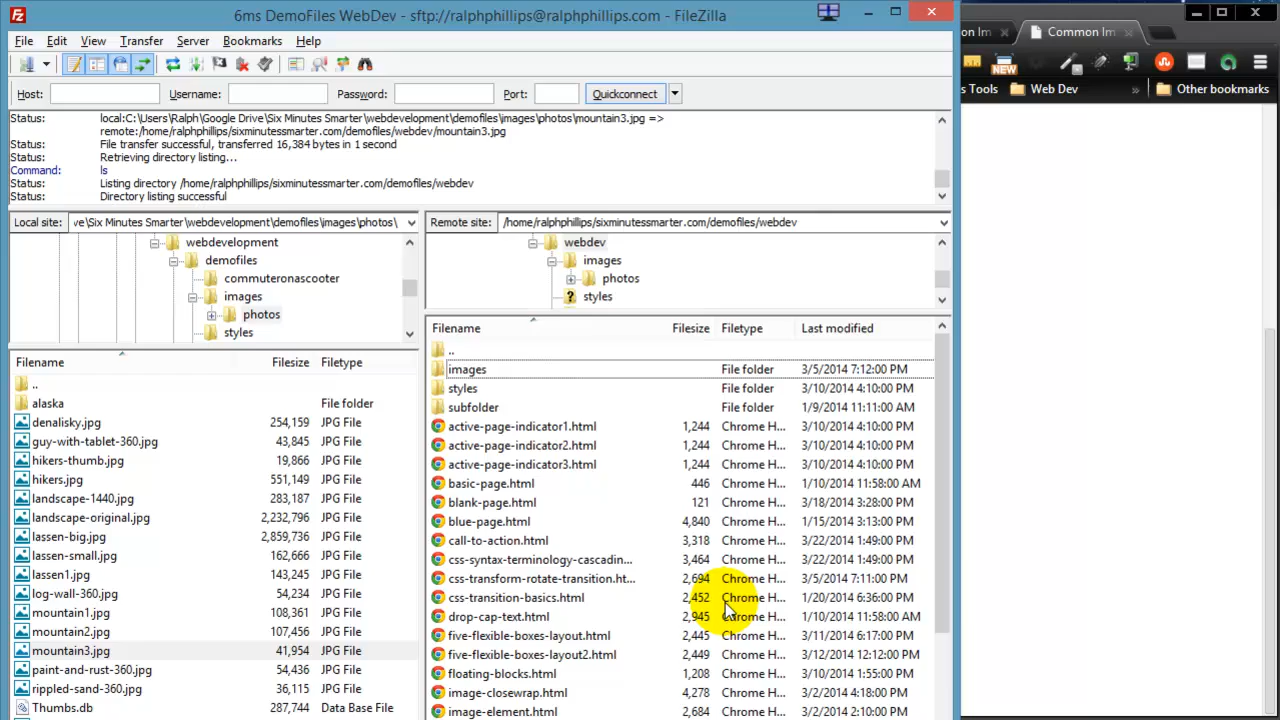 6ms DemoFiles WebDev - sftp://ralphphillips@ralphphillips.com - FileZilla
on Im
Common Im
File Edit View Transfer Server Bookmarks Help
NEW
s Tools Web Dev » Other bookmarks
Host: Username: Password: Port: Quickconnect
Status: local:C:\Users\Ralph\Google Drive\Six Minutes Smarter\webdevelopment\demofiles\images\photos\mountain3.jpg =>
remote:/home/ralphphillips/sixminutessmarter.com/demofiles/webdev/mountain3.jpg
Status: File transfer successful, transferred 16,384 bytes in 1 second
Status: Retrieving directory listing...
Command: ls
Status: Listing directory /home/ralphphillips/sixminutessmarter.com/demofiles/webdev
Status: Directory listing successful
Local site: ve\Six Minutes Smarter\webdevelopment\demofiles\images\photos\
webdevelopment
demofiles
commuteronascooter
images
photos
styles
Filename Filesize Filetype
..
alaska File folder
denalisky.jpg 254,159 JPG File
guy-with-tablet-360.jpg 43,845 JPG File
hikers-thumb.jpg 19,866 JPG File
hikers.jpg 551,149 JPG File
landscape-1440.jpg 283,187 JPG File
landscape-original.jpg 2,232,796 JPG File
lassen-big.jpg 2,859,736 JPG File
lassen-small.jpg 162,666 JPG File
lassen1.jpg 143,245 JPG File
log-wall-360.jpg 54,234 JPG File
mountain1.jpg 108,361 JPG File
mountain2.jpg 107,456 JPG File
mountain3.jpg 41,954 JPG File
paint-and-rust-360.jpg 54,436 JPG File
rippled-sand-360.jpg 36,115 JPG File
Thumbs.db 287,744 Data Base File
Remote site: /home/ralphphillips/sixminutessmarter.com/demofiles/webdev
webdev
images
photos
? styles
Filename Filesize Filetype Last modified
..
images File folder 3/5/2014 7:12:00 PM
styles File folder 3/10/2014 4:10:00 PM
subfolder File folder 1/9/2014 11:11:00 AM
active-page-indicator1.html 1,244 Chrome H... 3/10/2014 4:10:00 PM
active-page-indicator2.html 1,244 Chrome H... 3/10/2014 4:10:00 PM
active-page-indicator3.html 1,244 Chrome H... 3/10/2014 4:10:00 PM
basic-page.html 446 Chrome H... 1/10/2014 11:58:00 AM
blank-page.html 121 Chrome H... 3/18/2014 3:28:00 PM
blue-page.html 4,840 Chrome H... 1/15/2014 3:13:00 PM
call-to-action.html 3,318 Chrome H... 3/22/2014 1:49:00 PM
css-syntax-terminology-cascadin... 3,464 Chrome H... 3/22/2014 1:49:00 PM
css-transform-rotate-transition.ht... 2,694 Chrome H... 3/5/2014 7:11:00 PM
css-transition-basics.html 2,452 Chrome H... 1/20/2014 6:36:00 PM
drop-cap-text.html 2,945 Chrome H... 1/10/2014 11:58:00 AM
five-flexible-boxes-layout.html 2,445 Chrome H... 3/11/2014 6:17:00 PM
five-flexible-boxes-layout2.html 2,449 Chrome H... 3/12/2014 12:12:00 PM
floating-blocks.html 1,208 Chrome H... 3/10/2014 1:55:00 PM
image-closewrap.html 4,278 Chrome H... 3/2/2014 4:18:00 PM
image-element.html 2,684 Chrome H... 3/2/2014 2:10:00 PM